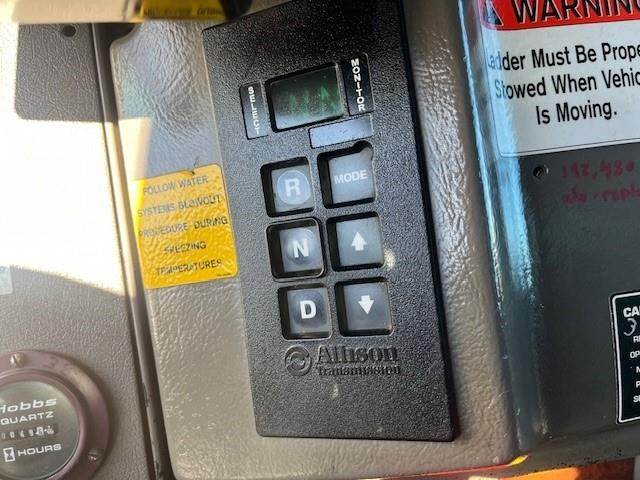 WARNING
Ladder Must Be Prope
Stowed When Vehic
Is Moving.
SELECT
MONITOR
R
MODE
N
D
Allison
Transmission
FOLLOW WATER
SYSTEMS BLOWOUT
PROCEDURE DURING
FREEZING
TEMPERATURES
Hobbs
QUARTZ
HOURS
CA